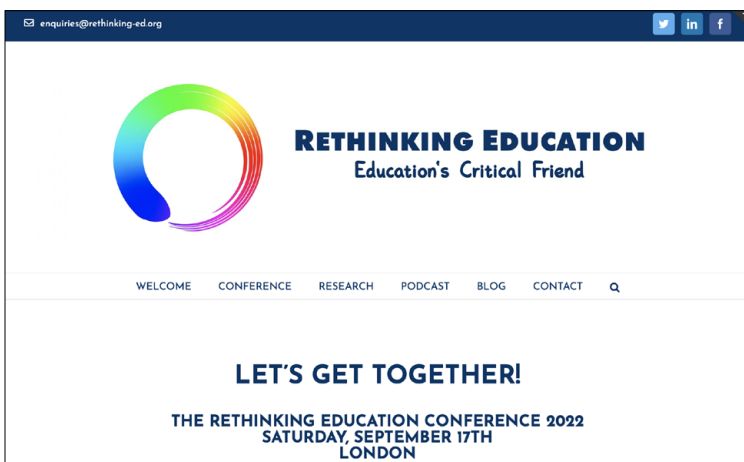 enquiries@rethinking-ed.org
RETHINKING EDUCATION
Education's Critical Friend
WELCOME CONFERENCE RESEARCH PODCAST BLOG CONTACT
LET'S GET TOGETHER!
THE RETHINKING EDUCATION CONFERENCE 2022
SATURDAY, SEPTEMBER 17TH
LONDON